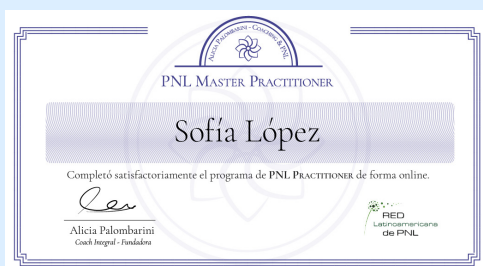 Alicia Palombarini - Coaching & PNL
PNL Master Practitioner
Sofía López
Completó satisfactoriamente el programa de PNL Practitioner de forma online.
Alicia Palombarini
Coach Integral - Fundadora
RED
Latinoamericana
de PNL